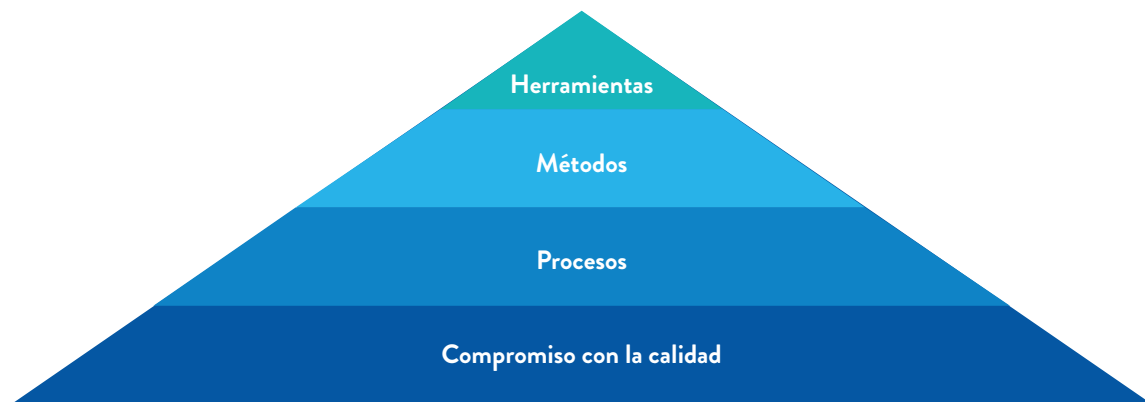 Herramientas
Métodos
Procesos
Compromiso con la calidad